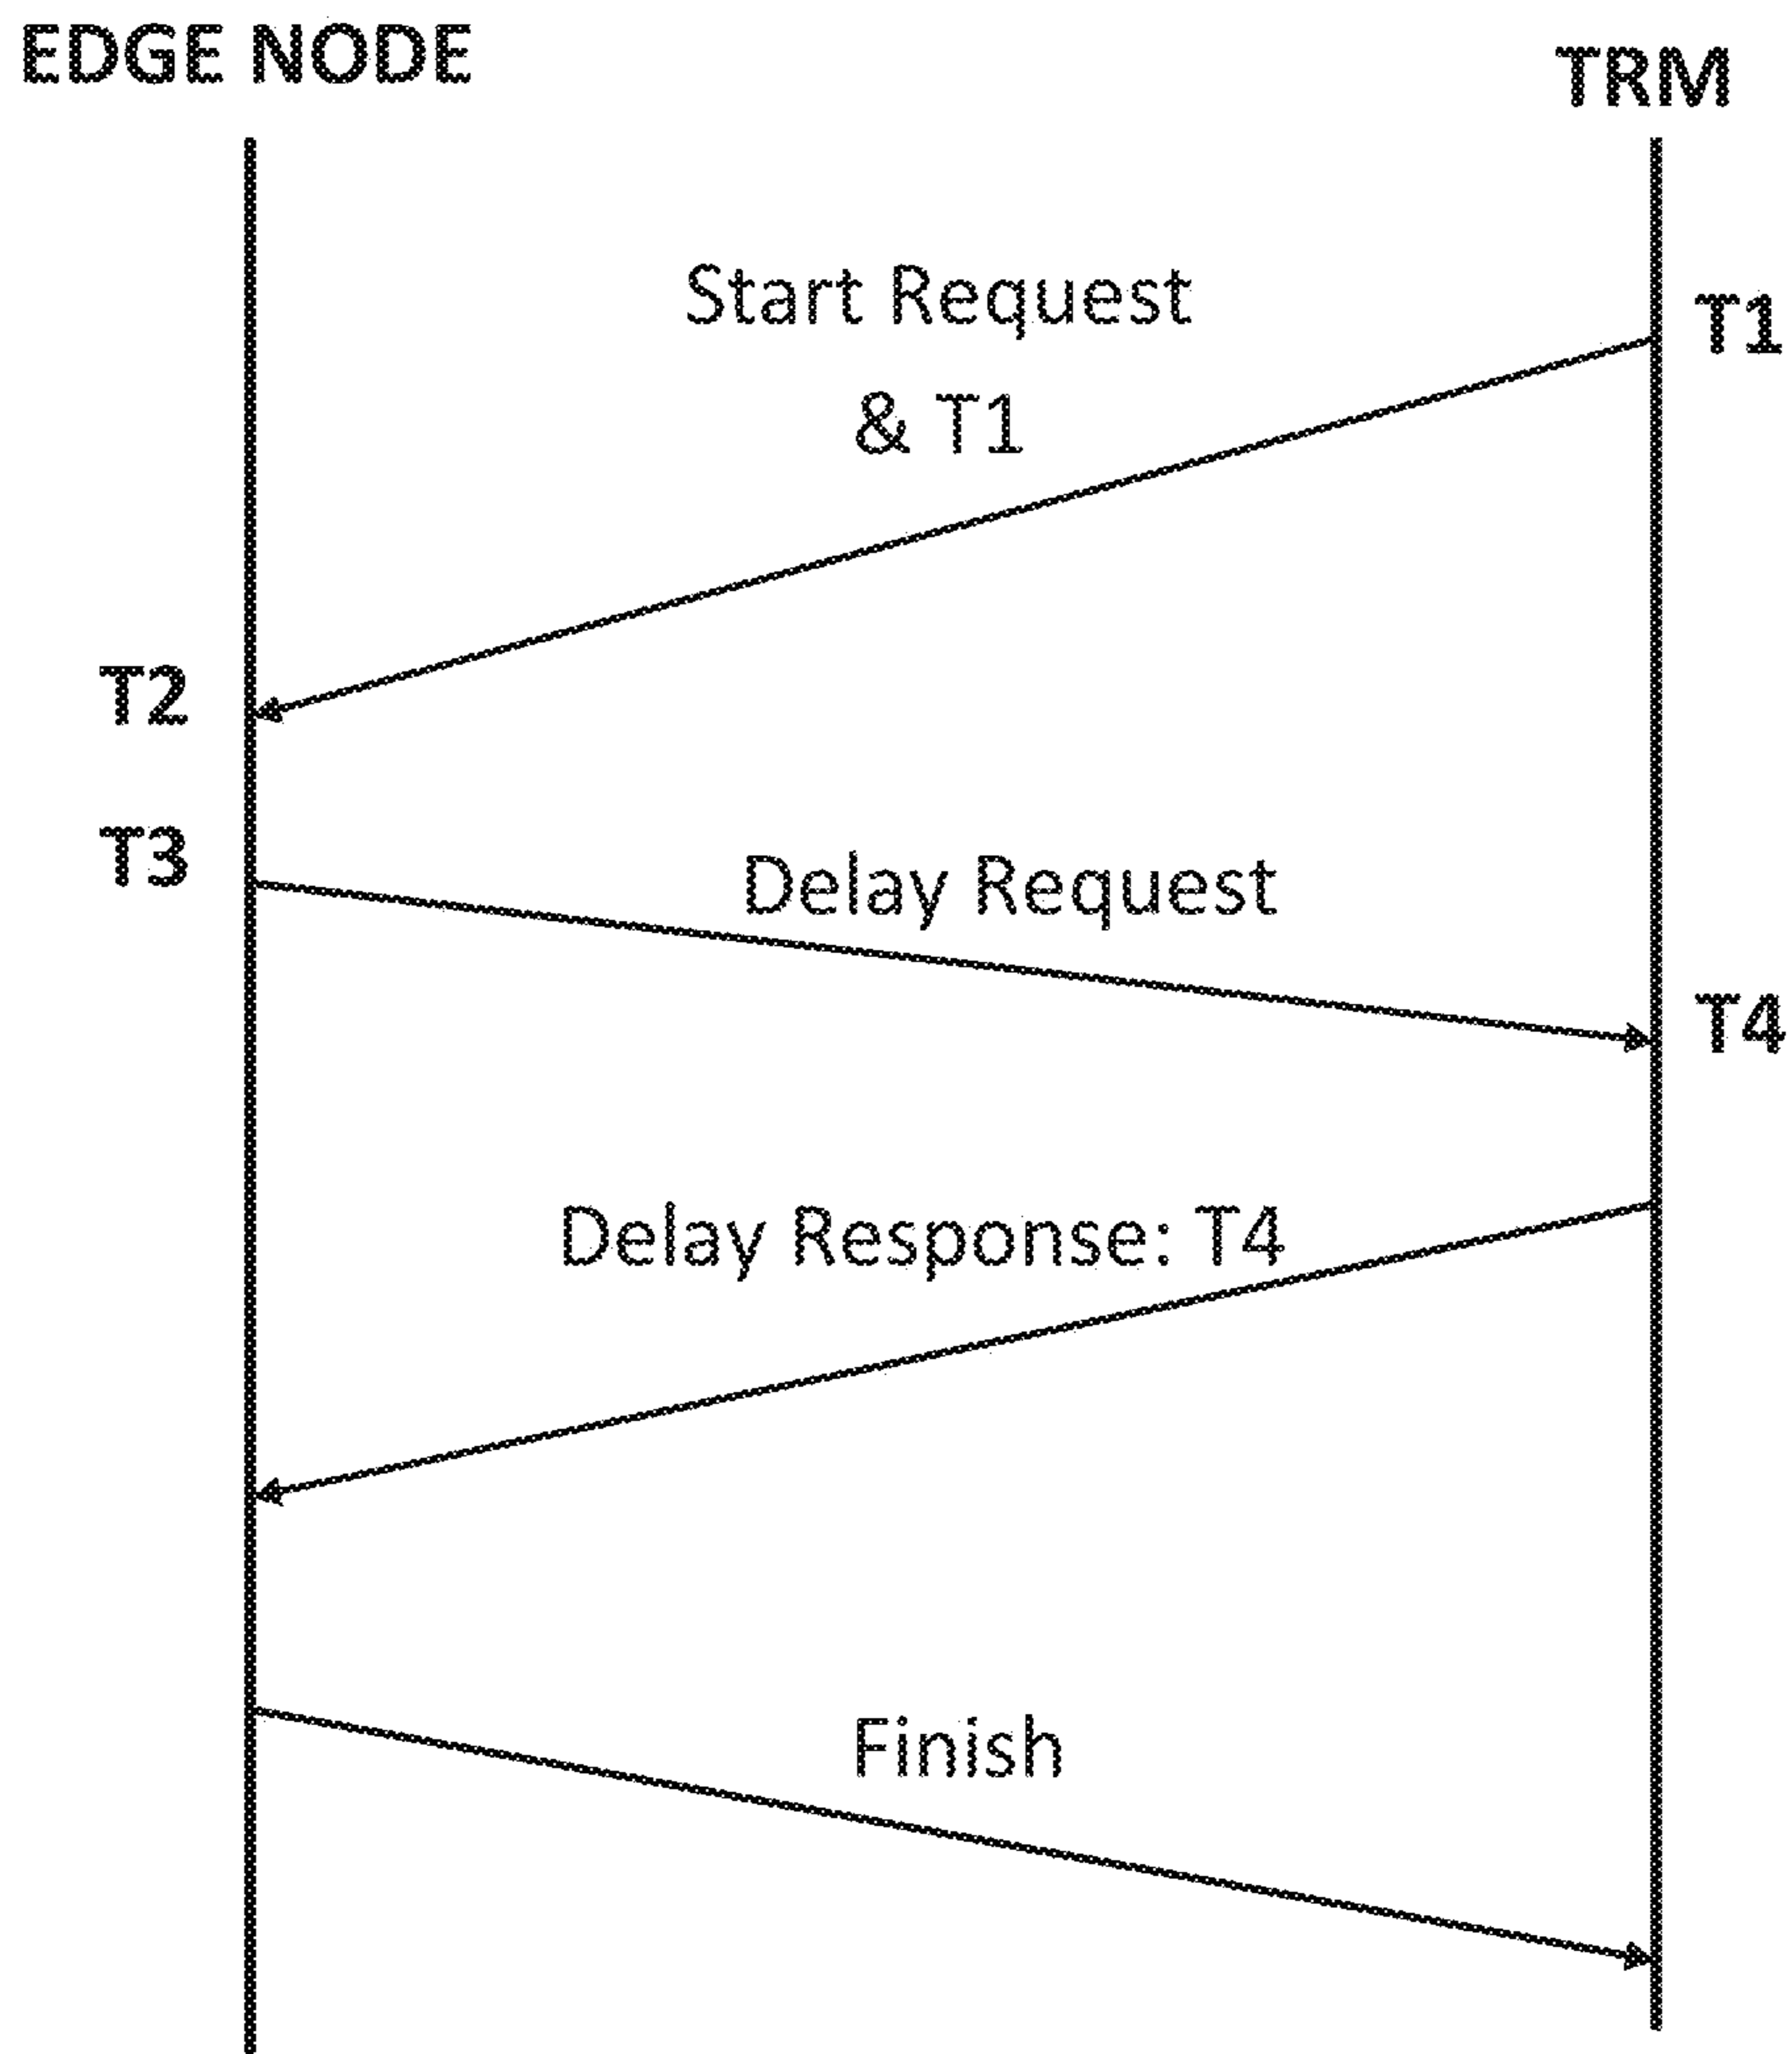 EDGE NODE
TRM
Start Request
& T1
T1
T2
T3
Delay Request
T4
Delay Response: T4
Finish